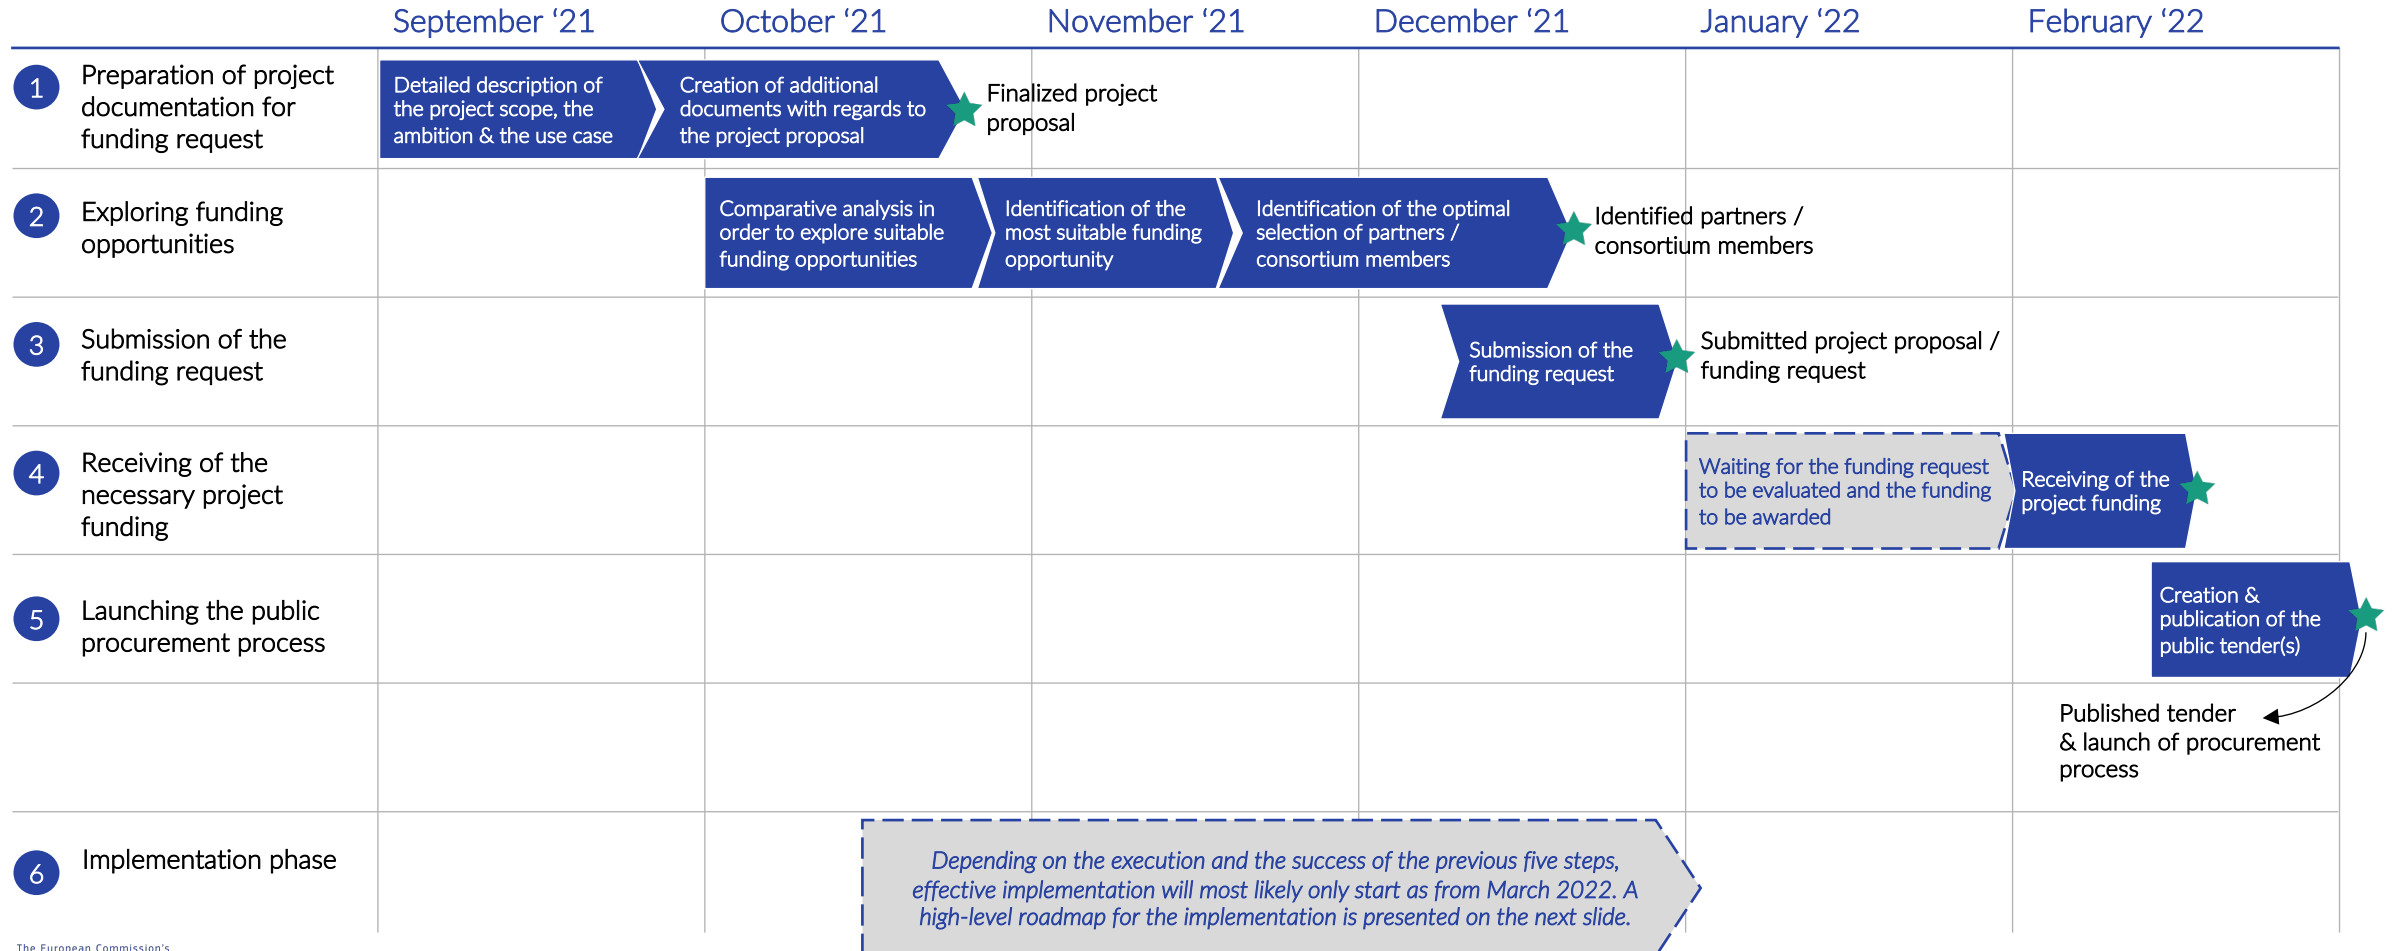 September ‘21
October ‘21
November ‘21
December ‘21
January ‘22
February ‘22
1
Preparation of project
documentation for
funding request
Detailed description of
the project scope, the
ambition & the use case
Creation of additional
documents with regards to
the project proposal
Finalized project
proposal
2
Exploring funding
opportunities
Comparative analysis in
order to explore suitable
funding opportunities
Identification of the
most suitable funding
opportunity
Identification of the optimal
selection of partners /
consortium members
Identified partners /
consortium members
3
Submission of the
funding request
Submission of the
funding request
Submitted project proposal /
funding request
4
Receiving of the
necessary project
funding
Waiting for the funding request
to be evaluated and the funding
to be awarded
Receiving of the
project funding
5
Launching the public
procurement process
Creation &
publication of the
public tender(s)
Published tender
& launch of procurement
process
6
Implementation phase
Depending on the execution and the success of the previous five steps,
effective implementation will most likely only start as from March 2022. A
high-level roadmap for the implementation is presented on the next slide.
The European Commission's